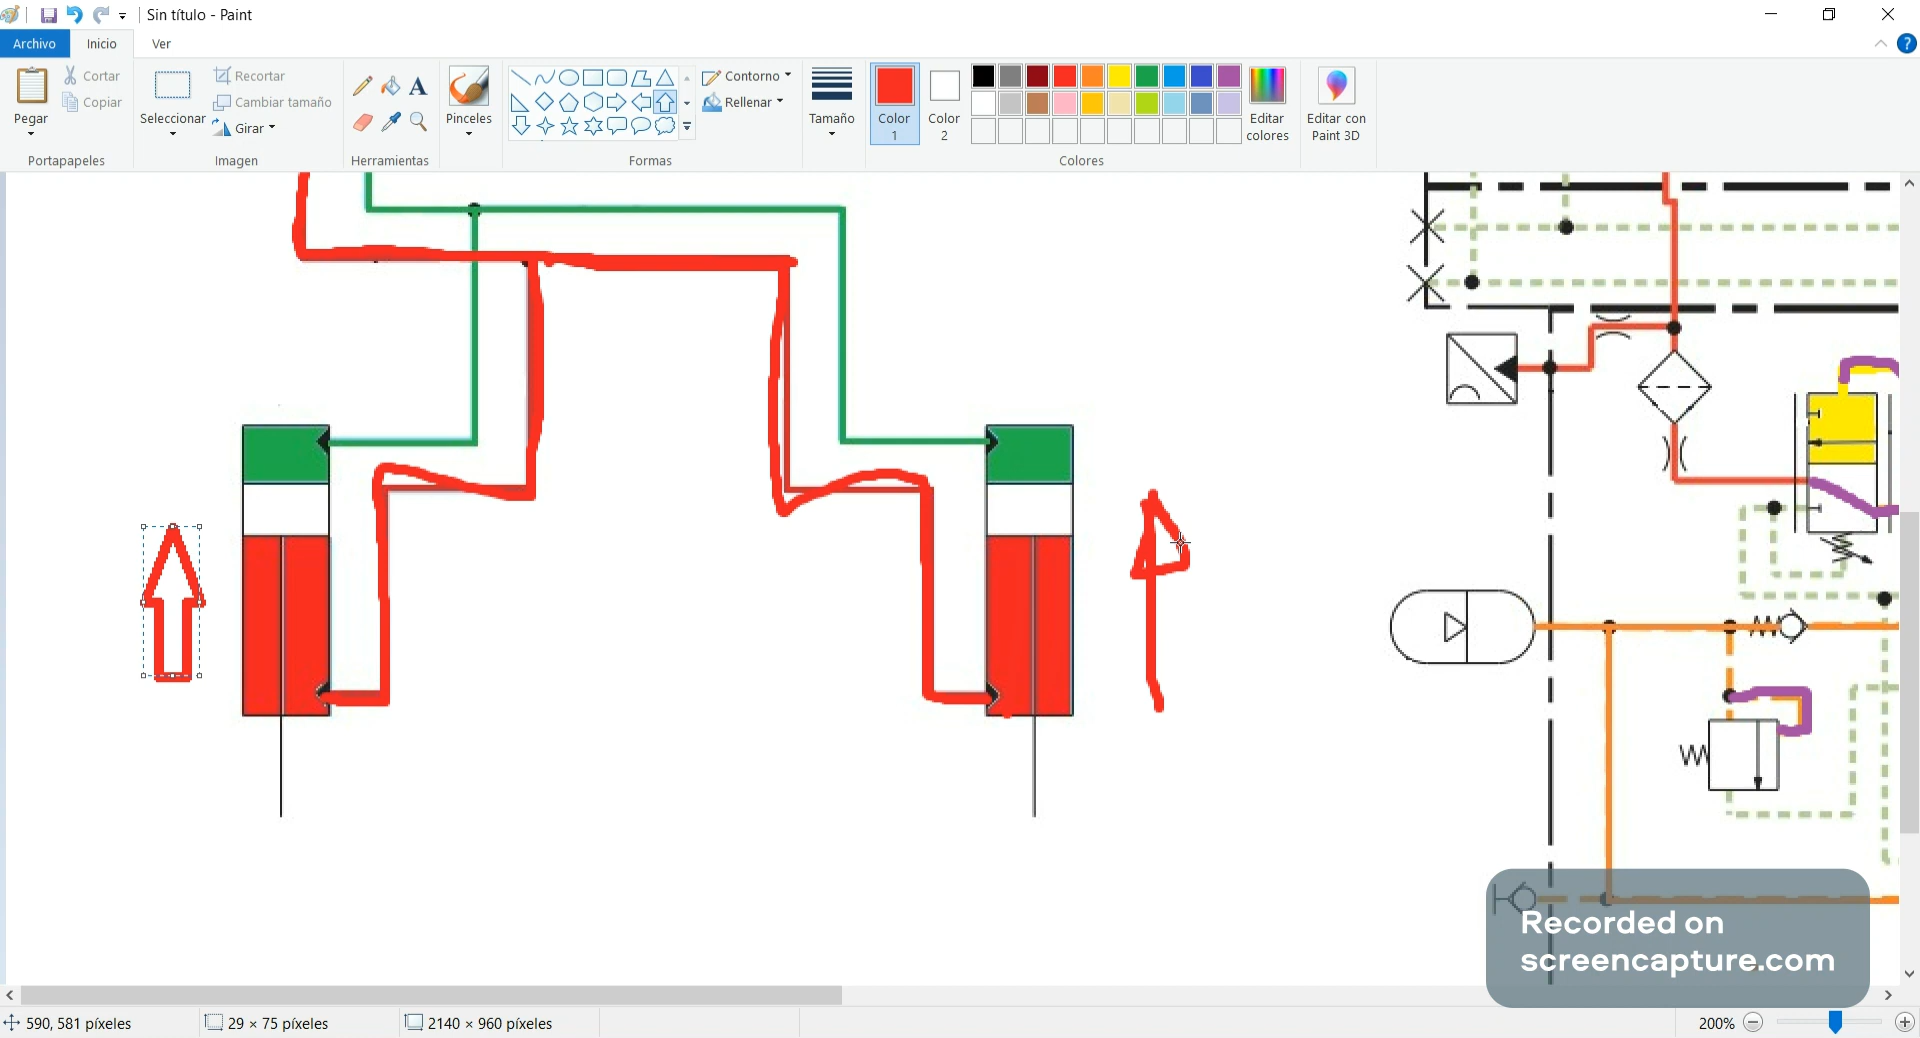 Sin título - Paint
Archivo Inicio Ver
Pegar
Cortar
Copiar
Portapapeles
Seleccionar
Recortar
Cambiar tamaño
Girar
Imagen
A
Herramientas
Pinceles
Contorno
Rellenar
Formas
Tamaño
Color
1
Color
2
Editar
colores
Editar con
Paint 3D
Colores
Recorded on
screencapture.com
590, 581 píxeles
29 × 75 píxeles
2140 × 960 píxeles
200%